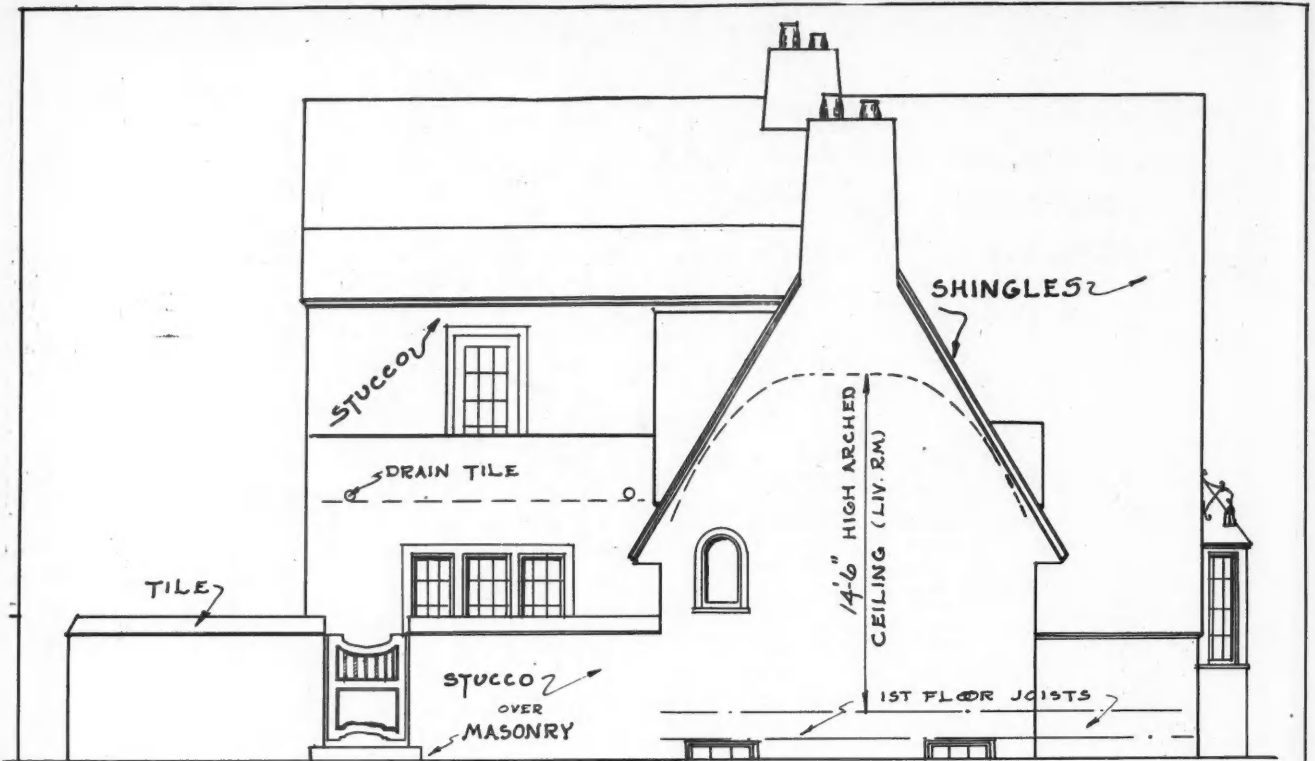 SHINGLES
STUCCO
DRAIN TILE
14'-6" HIGH ARCHED
CEILING (LIV. RM.)
TILE
STUCCO
OVER
MASONRY
1ST FLOOR JOISTS